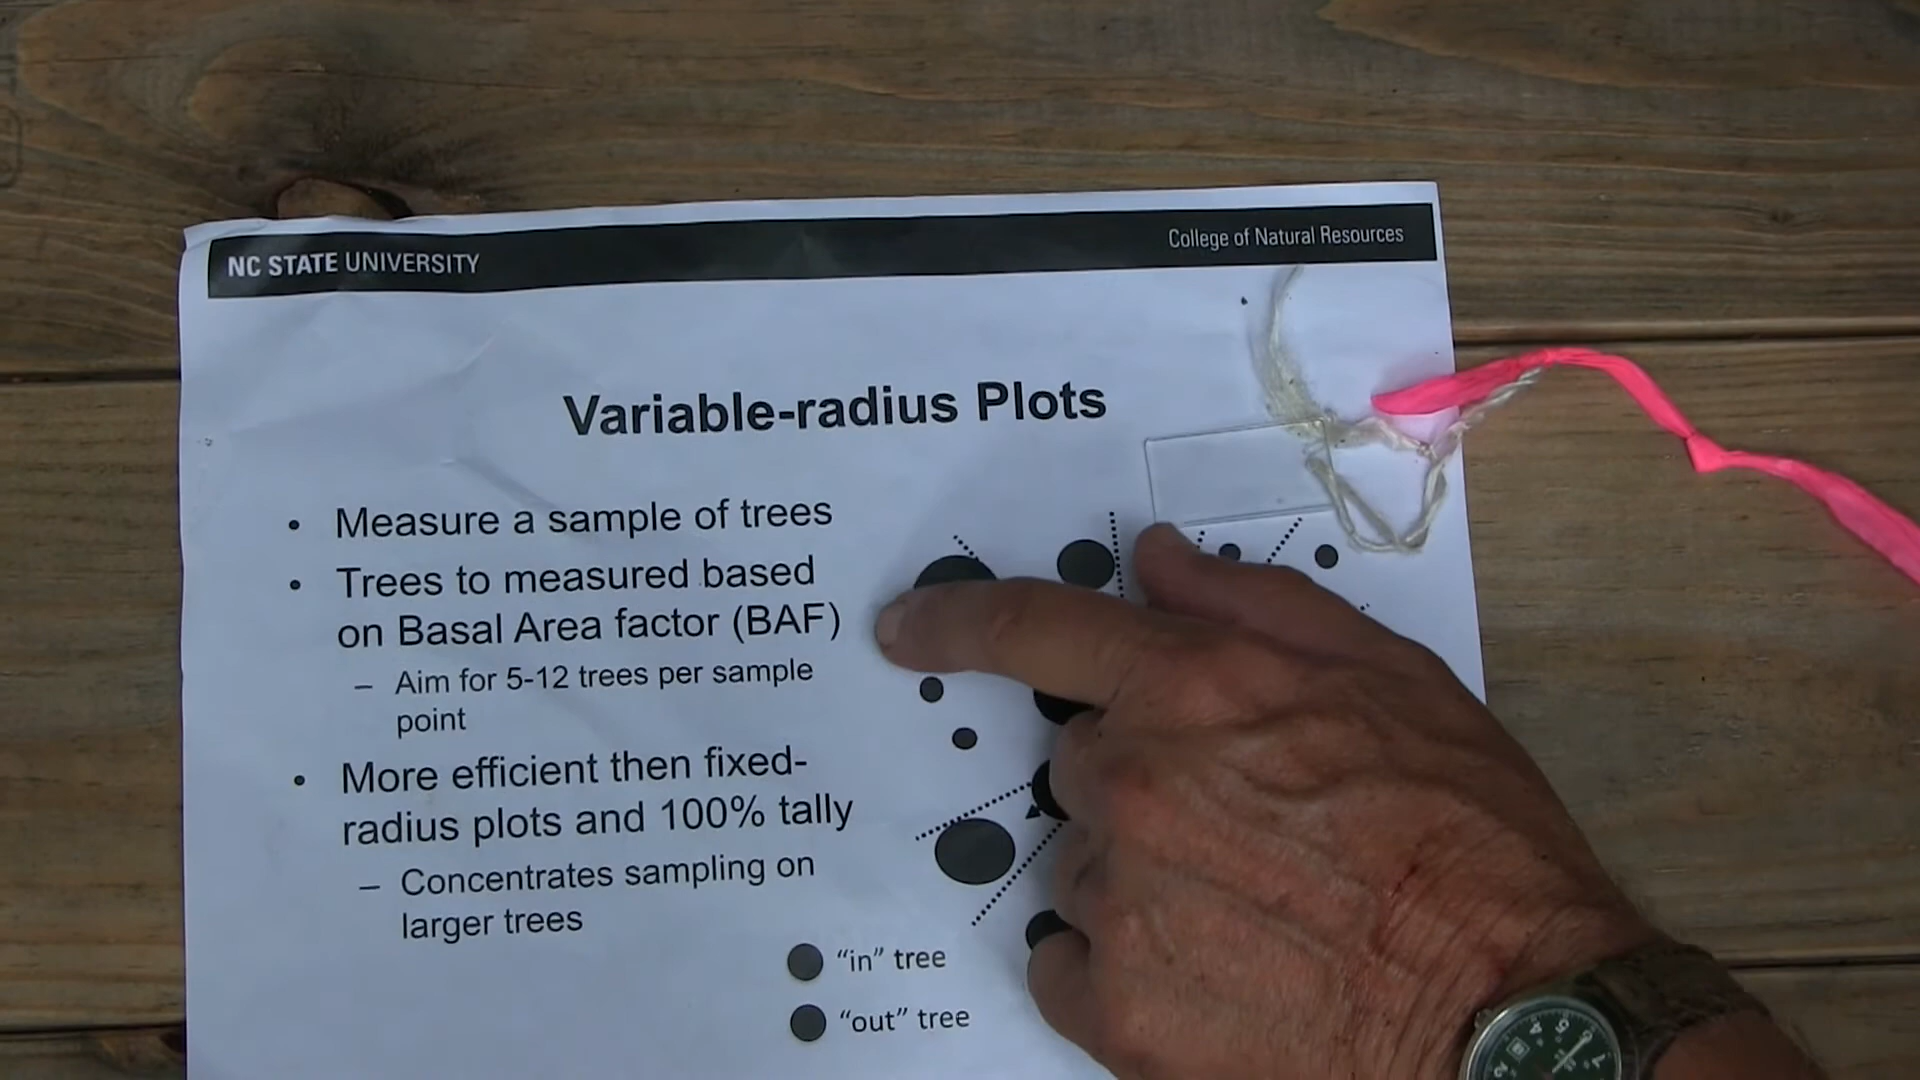 NC STATE UNIVERSITY
College of Natural Resources
Variable-radius Plots
• Measure a sample of trees
• Trees to measured based
on Basal Area factor (BAF)
– Aim for 5-12 trees per sample
point
• More efficient then fixed-
radius plots and 100% tally
– Concentrates sampling on
larger trees
“in” tree
“out” tree